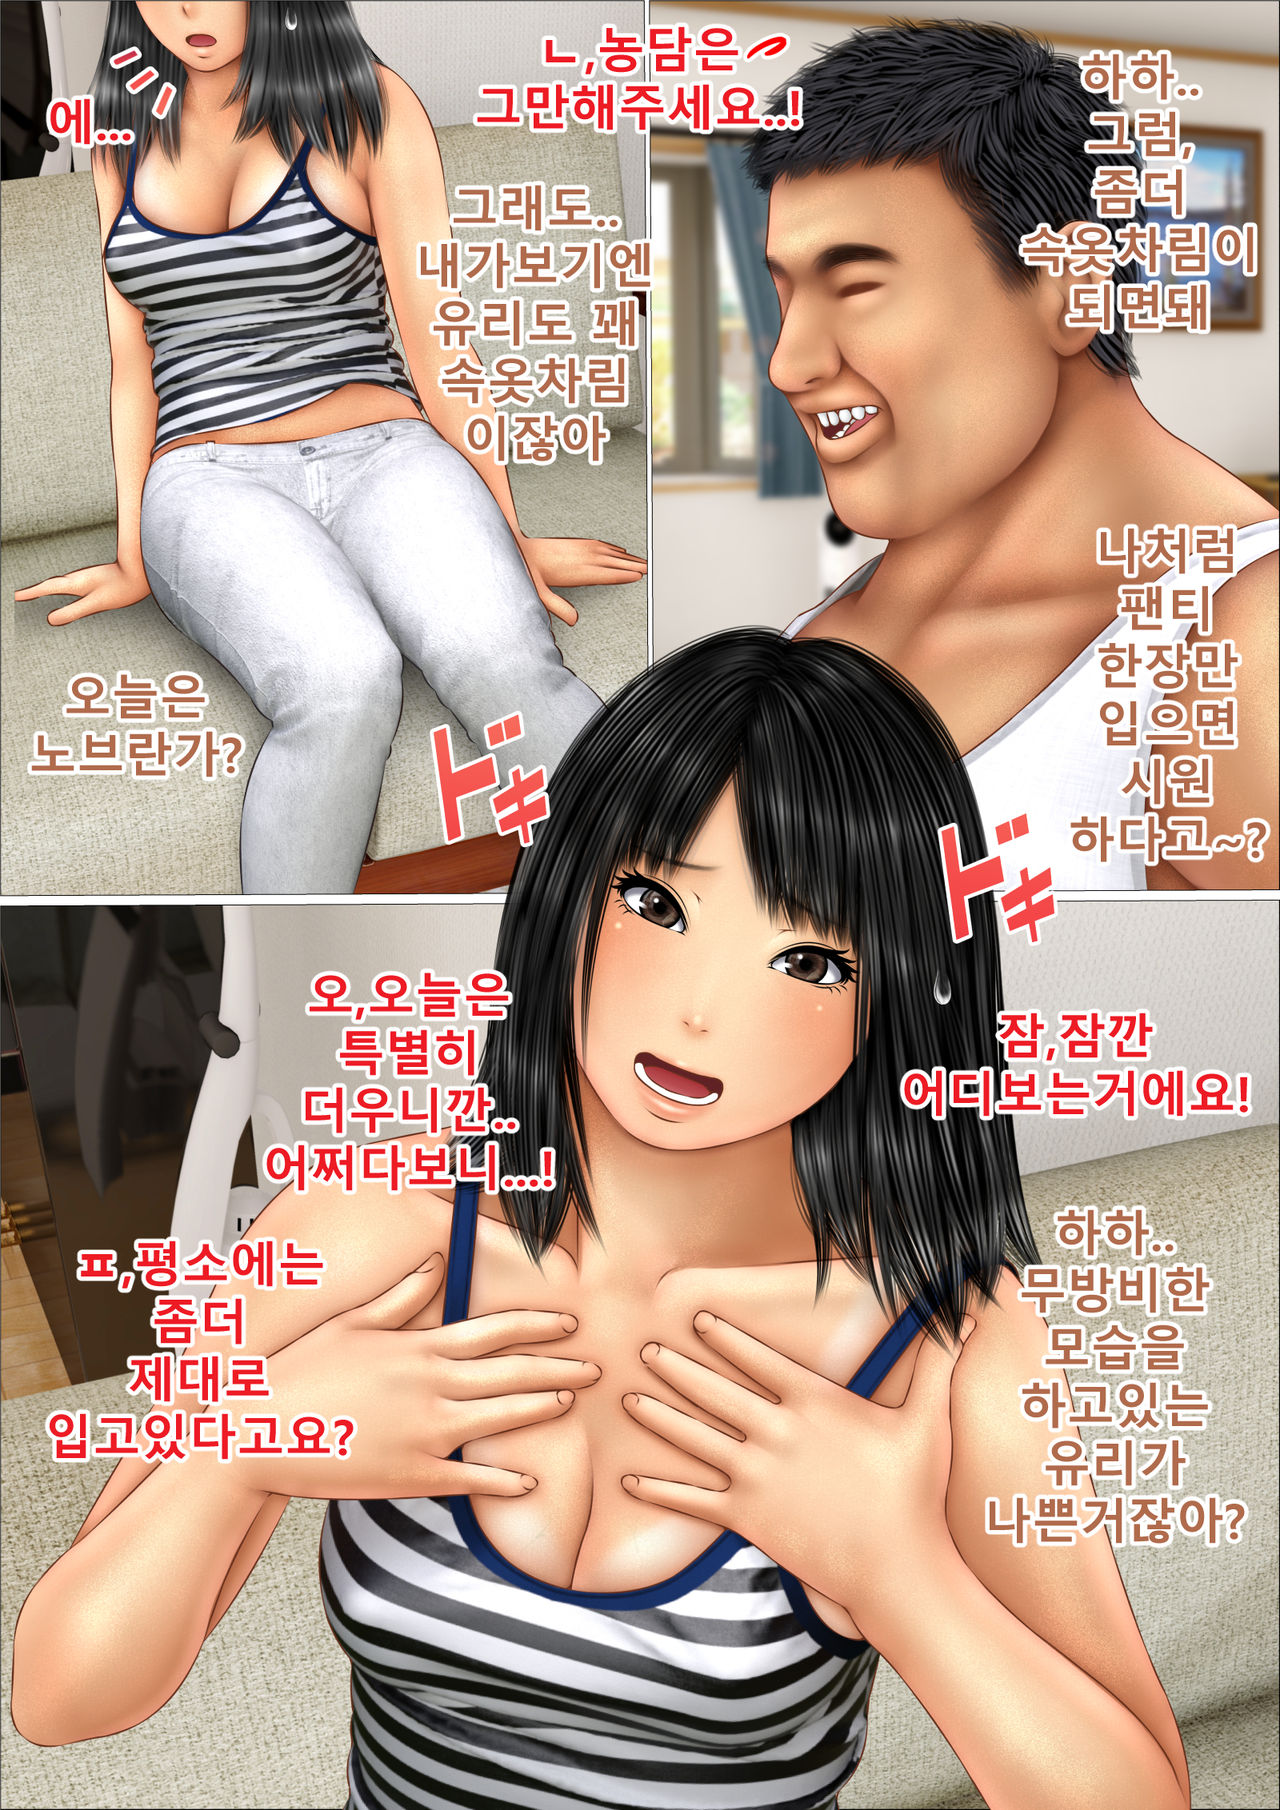 하하..
그럼,
좀더
속옷차림이
되면돼
나처럼
팬티
한장만
입으면
시원
하다고~?
ㄴ,농담은
그만해주세요..!
에...
그래도..
내가보기엔
유리도 꽤
속옷차림
이잖아
오늘은
노브란가?
ドキ
ドキ
잠,잠깐
어디보는거에요!
오,오늘은
특별히
더우니깐..
어쩌다보니...!
하하..
무방비한
모습을
하고있는
유리가
나쁜거잖아?
ㅍ,평소에는
좀더
제대로
입고있다고요?